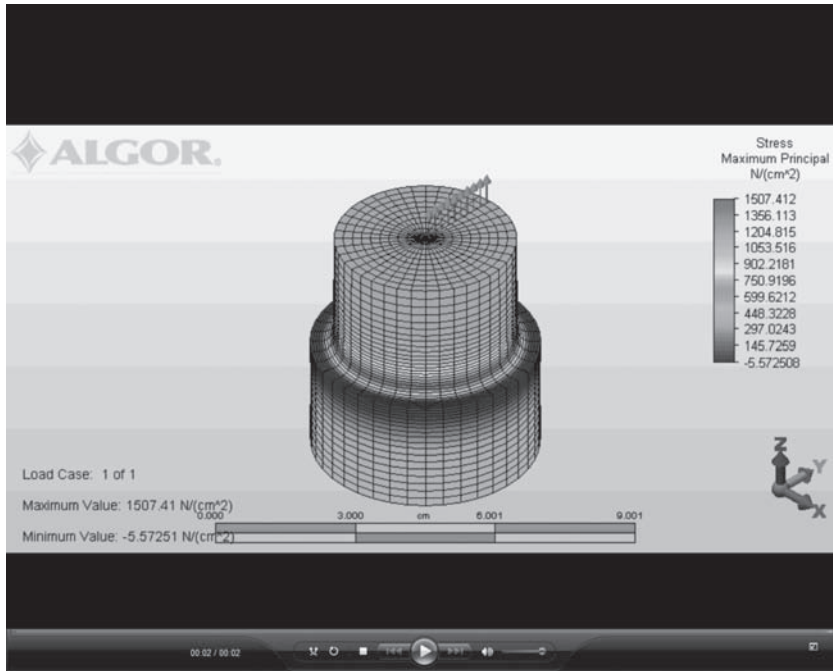 ALGOR.
Stress
Maximum Principal
N/(cm^2)
1507.412
1356.113
1204.815
1053.516
902.2181
750.9196
599.6212
448.3228
297.0243
145.7259
-5.572508
Z
Y
X
Load Case: 1 of 1
Maximum Value: 1507.41 N/(cm^2)
Minimum Value: -5.57251 N/(cm^2)
0.000 3.000 cm 6.001 9.001
00:02 / 00:02